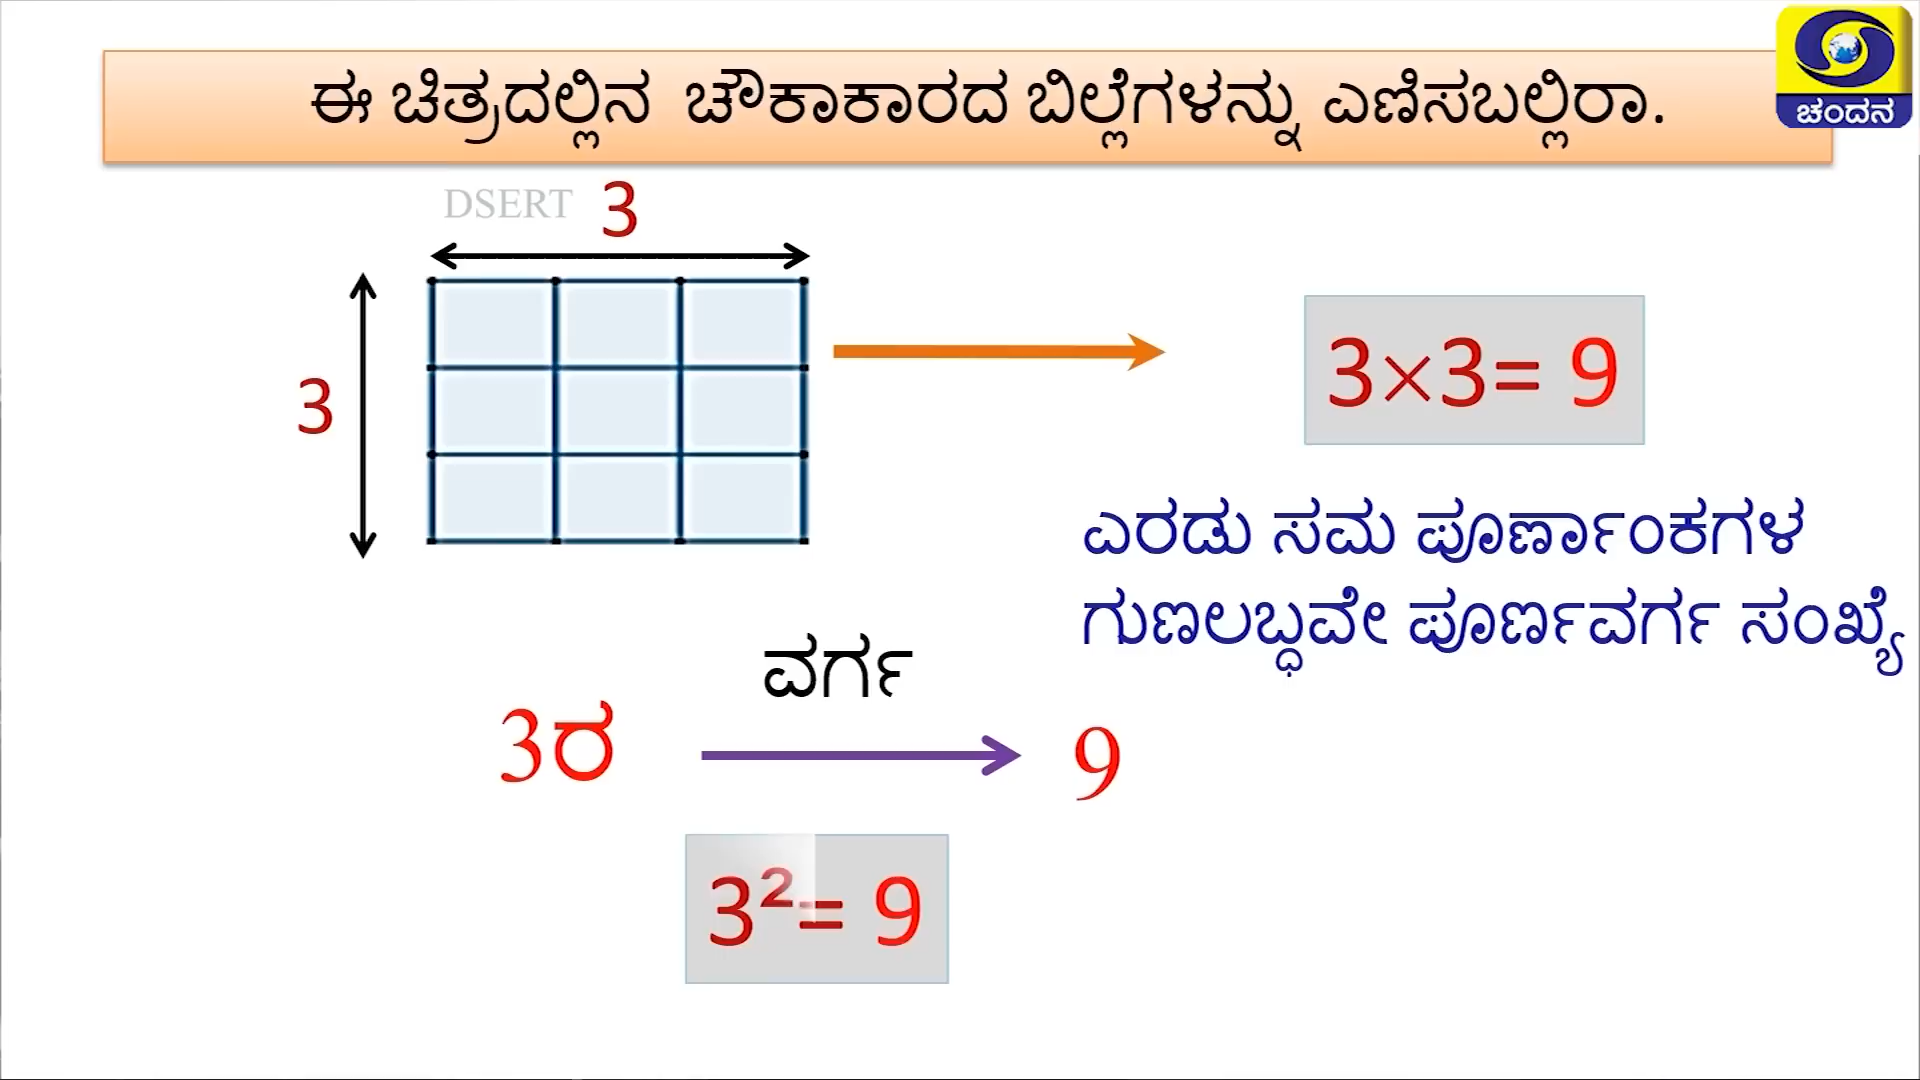 ಈ ಚಿತ್ರದಲ್ಲಿನ ಚೌಕಾಕಾರದ ಬಿಲ್ಲೆಗಳನ್ನು ಎಣಿಸಬಲ್ಲಿರಾ.
ಚಂದನ
DSERT 3
3
3×3= 9
ಎರಡು ಸಮ ಪೂರ್ಣಾಂಕಗಳ
ಗುಣಲಬ್ಧವೇ ಪೂರ್ಣವರ್ಗ ಸಂಖ್ಯೆ
ವರ್ಗ
3ರ 9
3²= 9